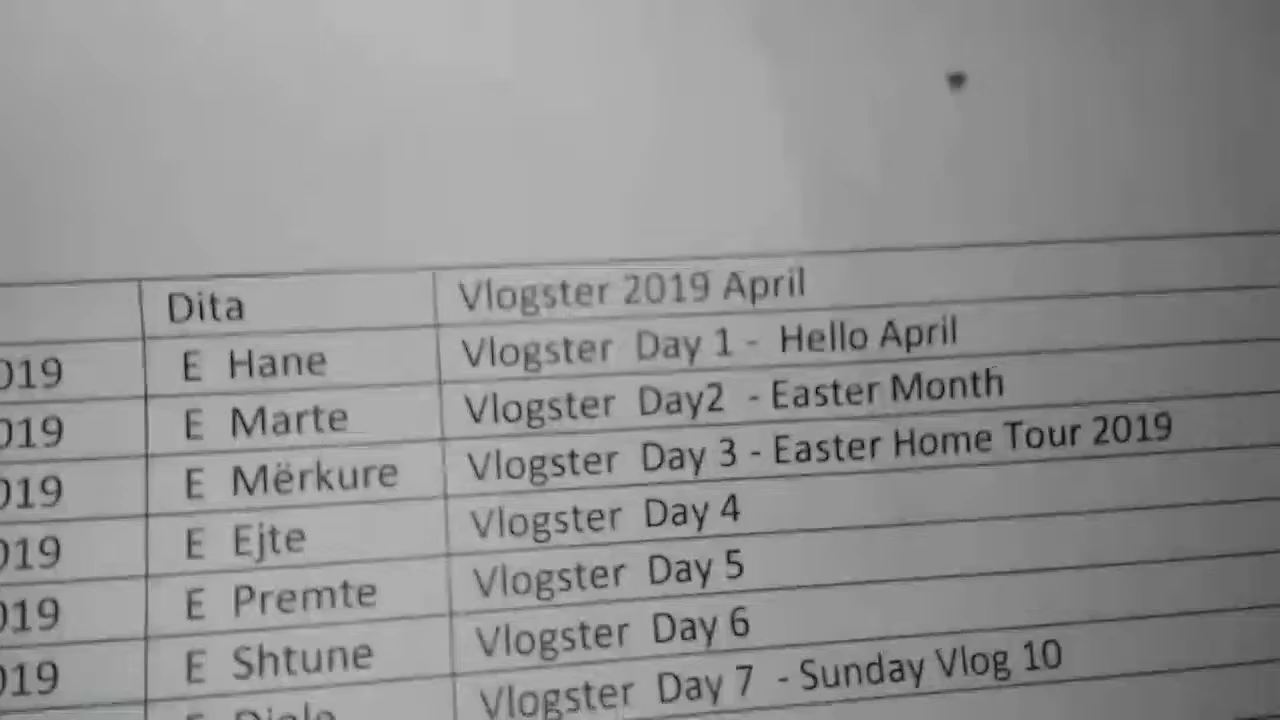 Dita Vlogster 2019 April
019 E Hane Vlogster Day 1 - Hello April
019 E Marte Vlogster Day2 - Easter Month
019 E Mërkure Vlogster Day 3 - Easter Home Tour 2019
019 E Ejte Vlogster Day 4
019 E Premte Vlogster Day 5
019 E Shtune Vlogster Day 6
Vlogster Day 7 - Sunday Vlog 10